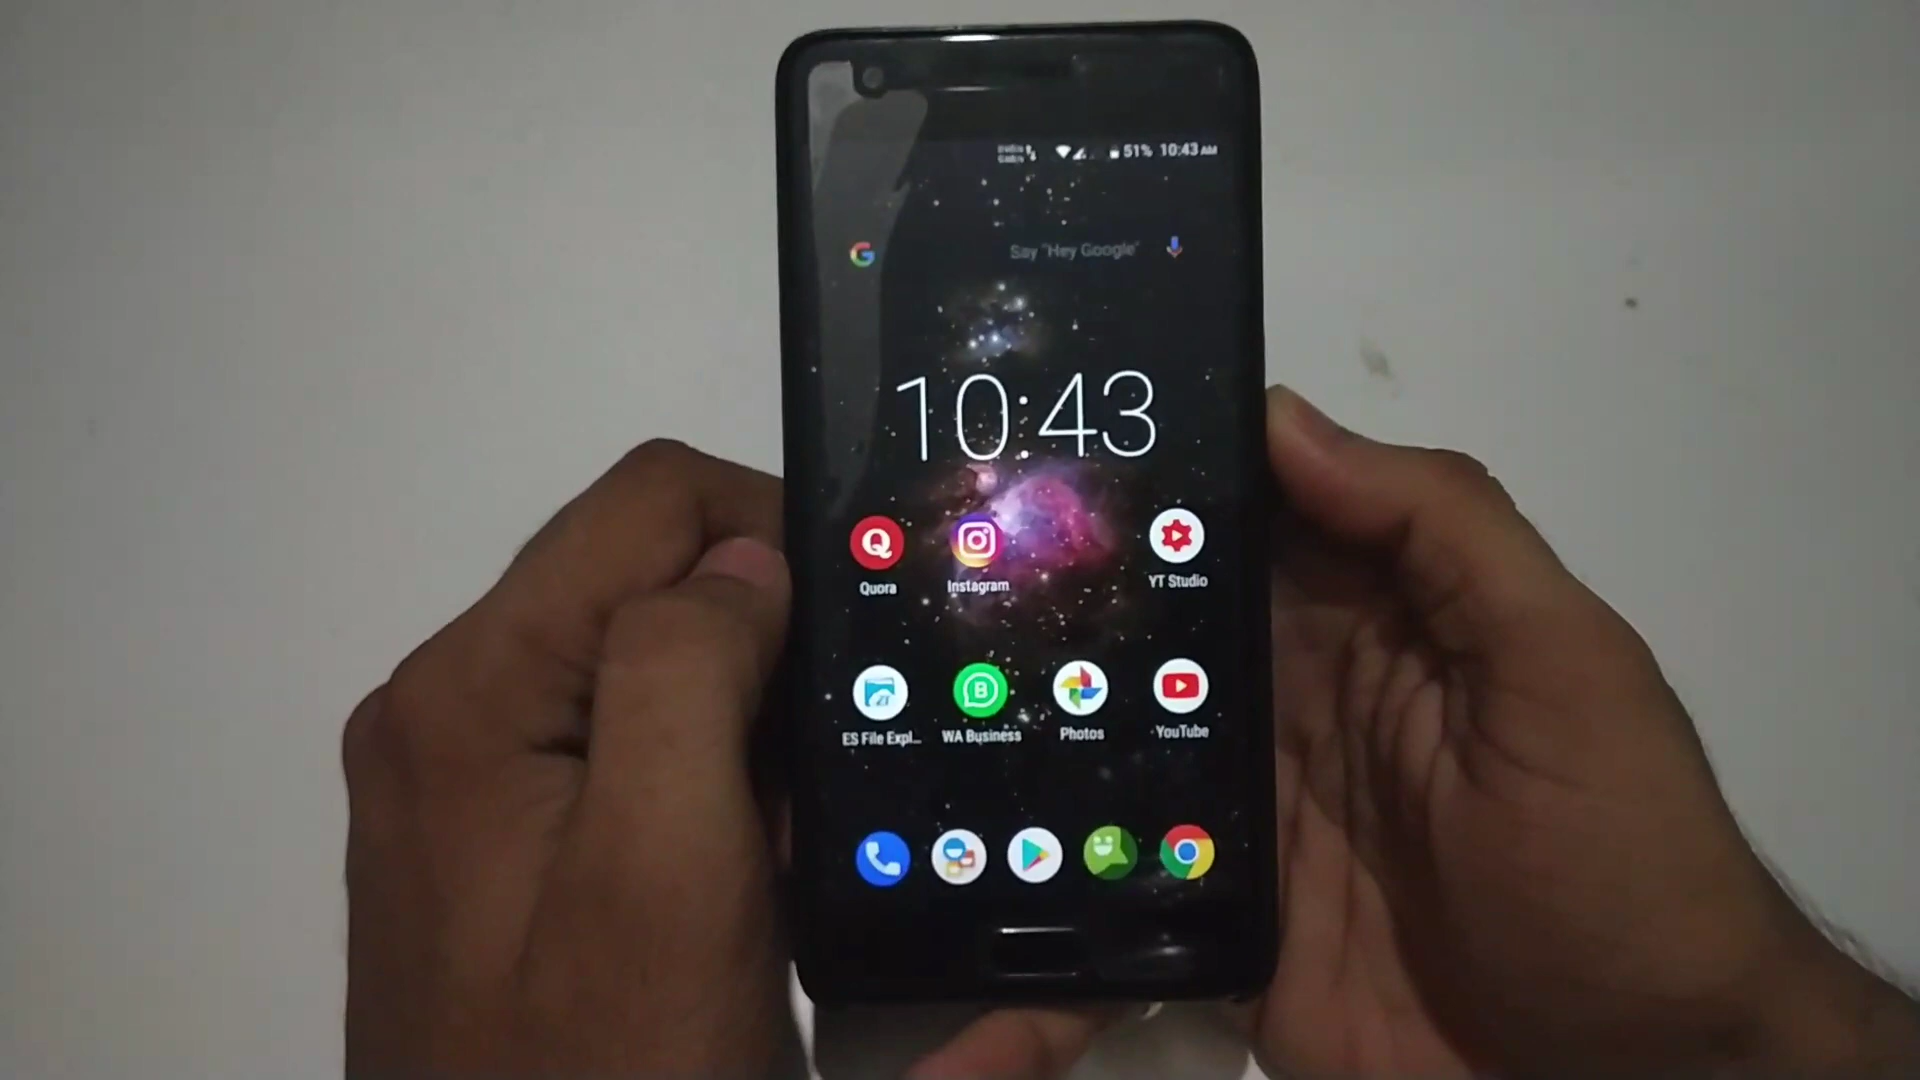 51% 10:43 AM
Say "Hey Google"
10:43
Quora
Instagram
YT Studio
ES File Expl...
WA Business
Photos
YouTube